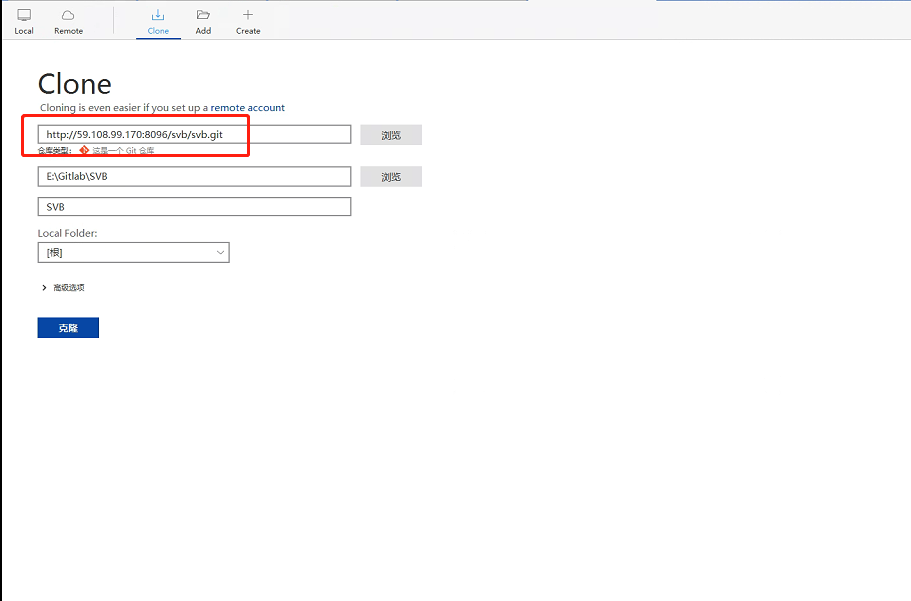 Local Remote Clone Add Create
Clone
Cloning is even easier if you set up a remote account
http://59.108.99.170:8096/svb/svb.git 浏览
仓库类型: 这是一个 Git 仓库
E:\Gitlab\SVB 浏览
SVB
Local Folder:
[根]
高级选项
克隆